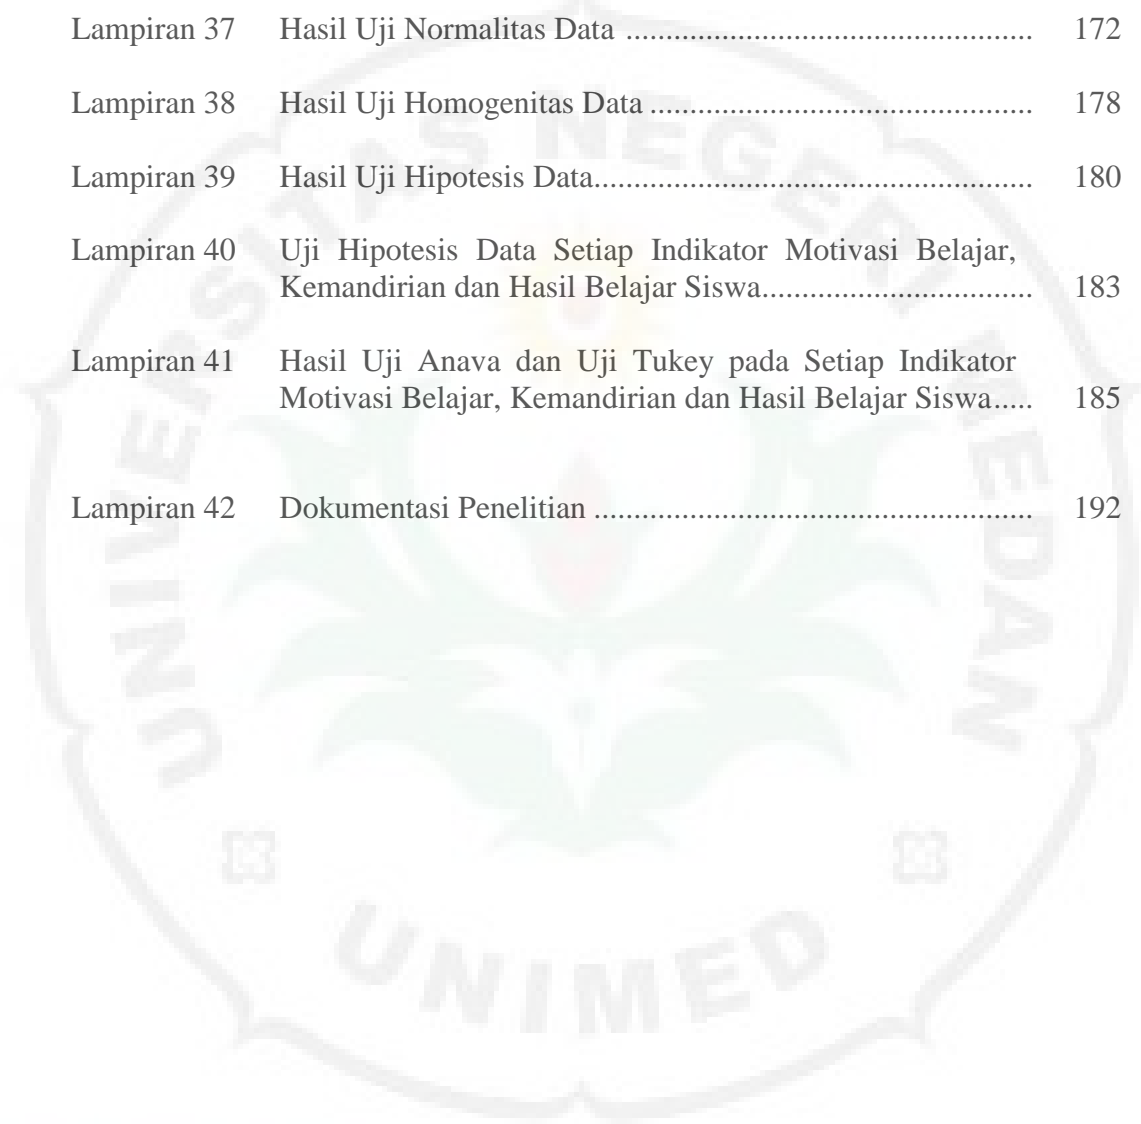 Lampiran 37 Hasil Uji Normalitas Data ................................................... 172
Lampiran 38 Hasil Uji Homogenitas Data ................................................ 178
Lampiran 39 Hasil Uji Hipotesis Data....................................................... 180
Lampiran 40 Uji Hipotesis Data Setiap Indikator Motivasi Belajar,
Kemandirian dan Hasil Belajar Siswa.................................. 183
Lampiran 41 Hasil Uji Anava dan Uji Tukey pada Setiap Indikator
Motivasi Belajar, Kemandirian dan Hasil Belajar Siswa..... 185
Lampiran 42 Dokumentasi Penelitian ....................................................... 192
UNIVERSITAS NEGERI MEDAN
UNIMED